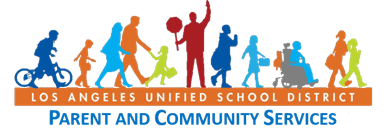 LOS ANGELES UNIFIED SCHOOL DISTRICT
PARENT AND COMMUNITY SERVICES